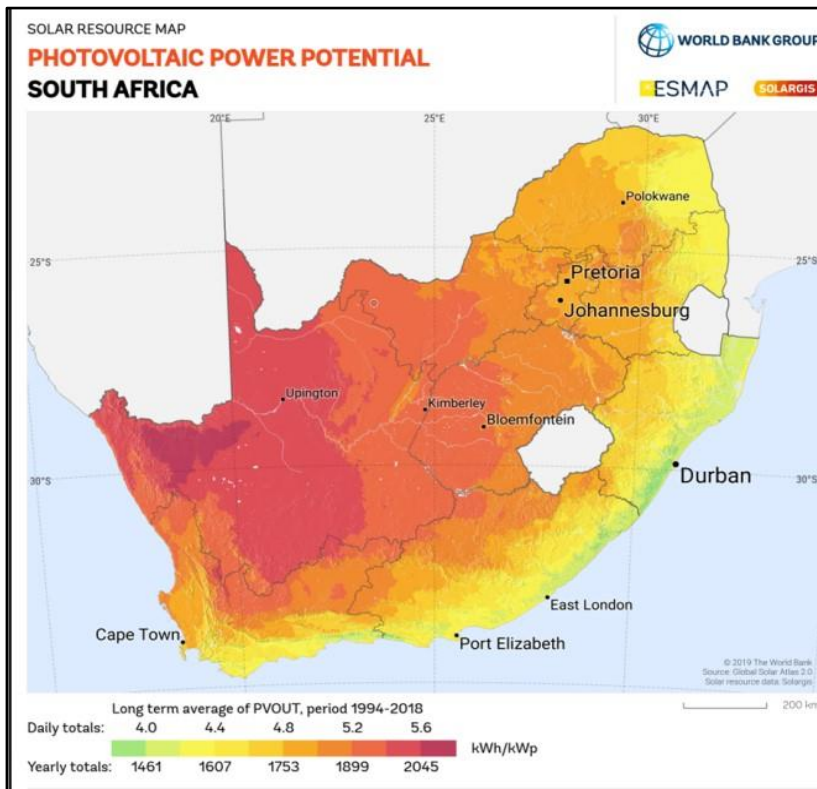 SOLAR RESOURCE MAP
PHOTOVOLTAIC POWER POTENTIAL
SOUTH AFRICA
WORLD BANK GROUP
ESMAP
SOLARGIS
20°E
25°E
30°E
Polokwane
25°S
25°S
Pretoria
Johannesburg
Upington
Kimberley
Bloemfontein
30°S
Durban
30°S
East London
Cape Town
Port Elizabeth
© 2019 The World Bank
Source: Global Solar Atlas 2.0
Solar resource data: Solargis
200 km
Long term average of PVOUT, period 1994-2018
Daily totals: 4.0 4.4 4.8 5.2 5.6
kWh/kWp
Yearly totals: 1461 1607 1753 1899 2045